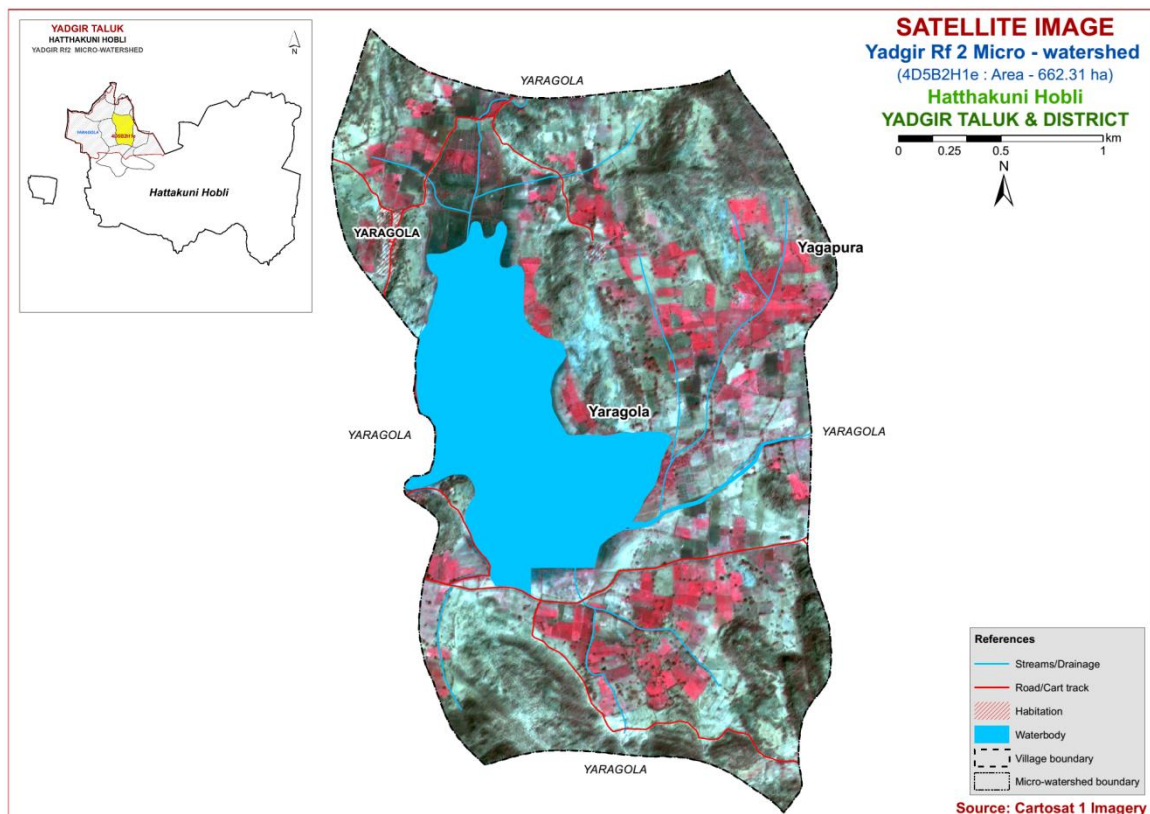 YADGIR TALUK
HATTAKUNI HOBLI
YADGIR Rf2 MICRO-WATERSHED
N
4D5B2H1e
Hattakuni Hobli
SATELLITE IMAGE
Yadgir Rf 2 Micro - watershed
(4D5B2H1e : Area - 662.31 ha)
Hatthakuni Hobli
YADGIR TALUK & DISTRICT
km
0 0.25 0.5 1
N
YARAGOLA
YARAGOLA
Yagapura
Yaragola
YARAGOLA
YARAGOLA
YARAGOLA
References
Streams/Drainage
Road/Cart track
Habitation
Waterbody
Village boundary
Micro-watershed boundary
Source: Cartosat 1 Imagery